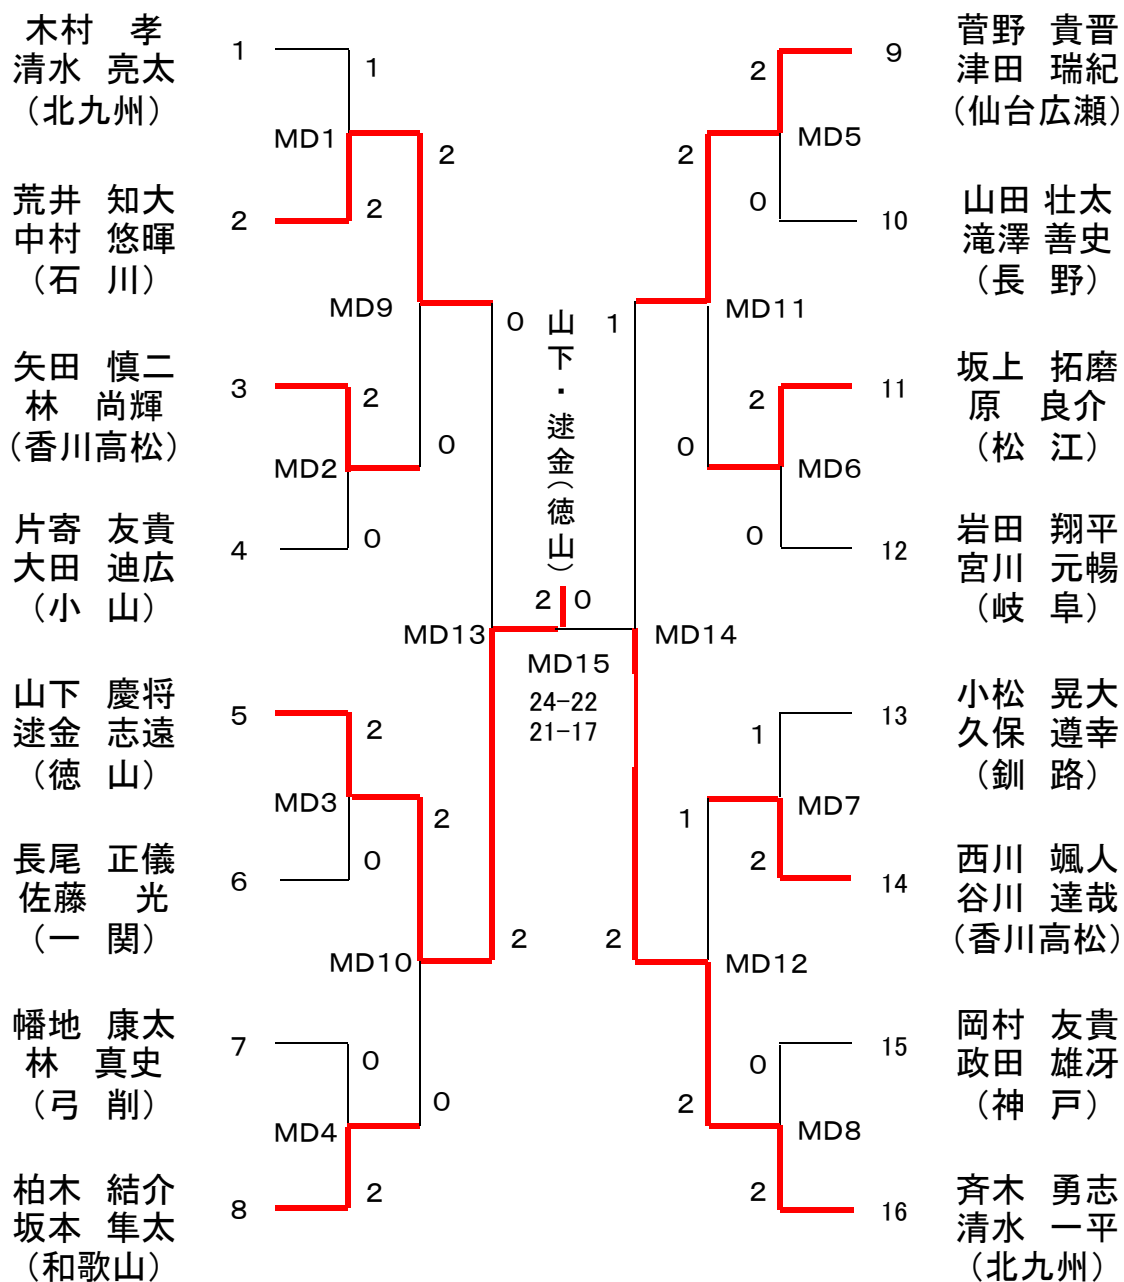 木村　孝
清水　亮太
（北九州）
1
1
MD1
2
荒井　知大
中村　悠暉
（石　川）
2
2
MD9
0
矢田　慎二
林　尚輝
（香川高松）
3
2
MD2
0
片寄　友貴
大田　迪広
（小　山）
4
0
MD13
山下　慶将
逑金　志遠
（徳　山）
5
2
MD3
2
長尾　正儀
佐藤　光
（一　関）
6
0
MD10
2
幡地　康太
林　真史
（弓　削）
7
0
MD4
0
柏木　結介
坂本　隼太
（和歌山）
8
2
山下・逑金（徳山）
2
0
MD15
24−22
21−17
菅野　貴晋
津田　瑞紀
（仙台広瀬）
9
2
MD5
2
山田　壮太
滝澤　善史
（長　野）
10
0
MD11
1
坂上　拓磨
原　良介
（松　江）
11
2
MD6
0
岩田　翔平
宮川　元暢
（岐　阜）
12
0
MD14
小松　晃大
久保　遵幸
（釧　路）
13
1
MD7
1
西川　颯人
谷川　達哉
（香川高松）
14
2
MD12
2
岡村　友貴
政田　雄冴
（神　戸）
15
0
MD8
2
斉木　勇志
清水　一平
（北九州）
16
2